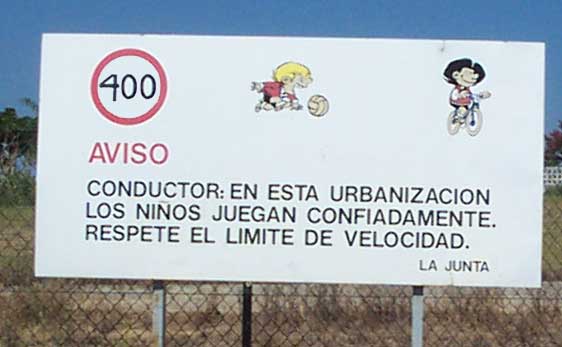 400
AVISO
CONDUCTOR: EN ESTA URBANIZACION
LOS NIÑOS JUEGAN CONFIADAMENTE.
RESPETE EL LIMITE DE VELOCIDAD.
LA JUNTA